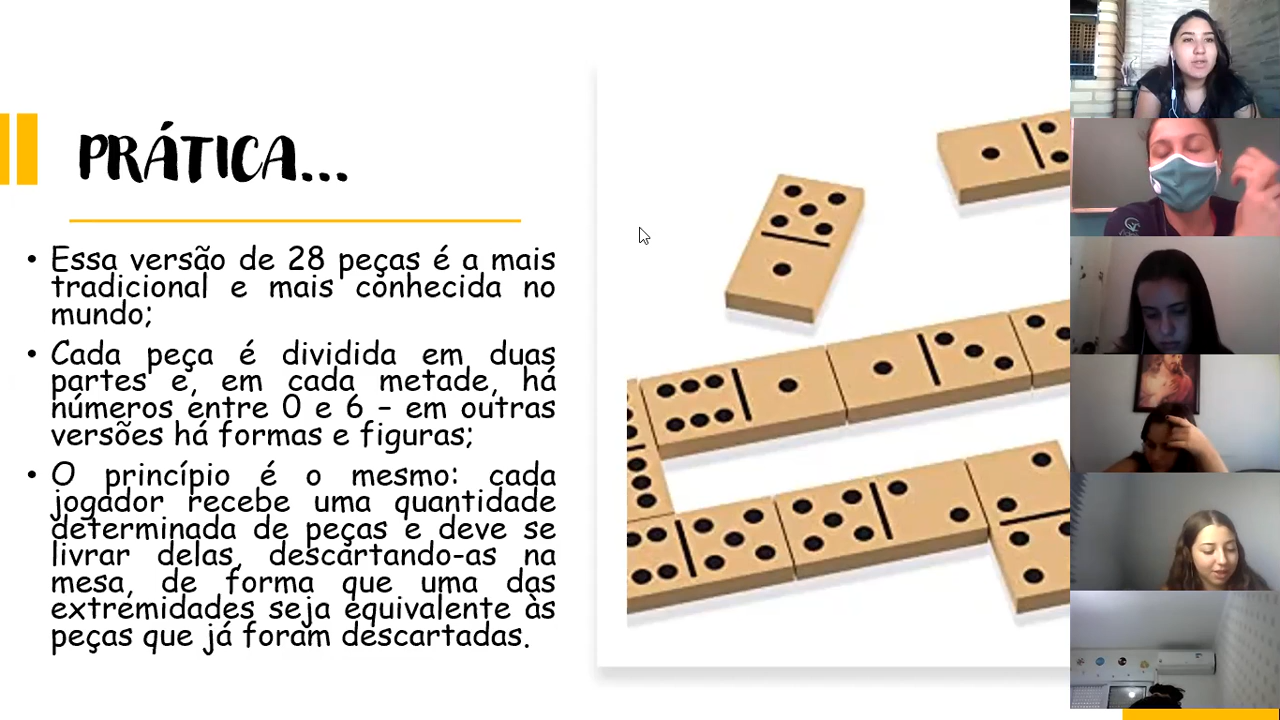 PRÁTICA...
• Essa versão de 28 peças é a mais
tradicional e mais conhecida no
mundo;
• Cada peça é dividida em duas
partes e, em cada metade, há
números entre 0 e 6 – em outras
versões há formas e figuras;
• O princípio é o mesmo: cada
jogador recebe uma quantidade
determinada de peças e deve se
livrar delas, descartando-as na
mesa, de forma que uma das
extremidades seja equivalente às
peças que já foram descartadas.